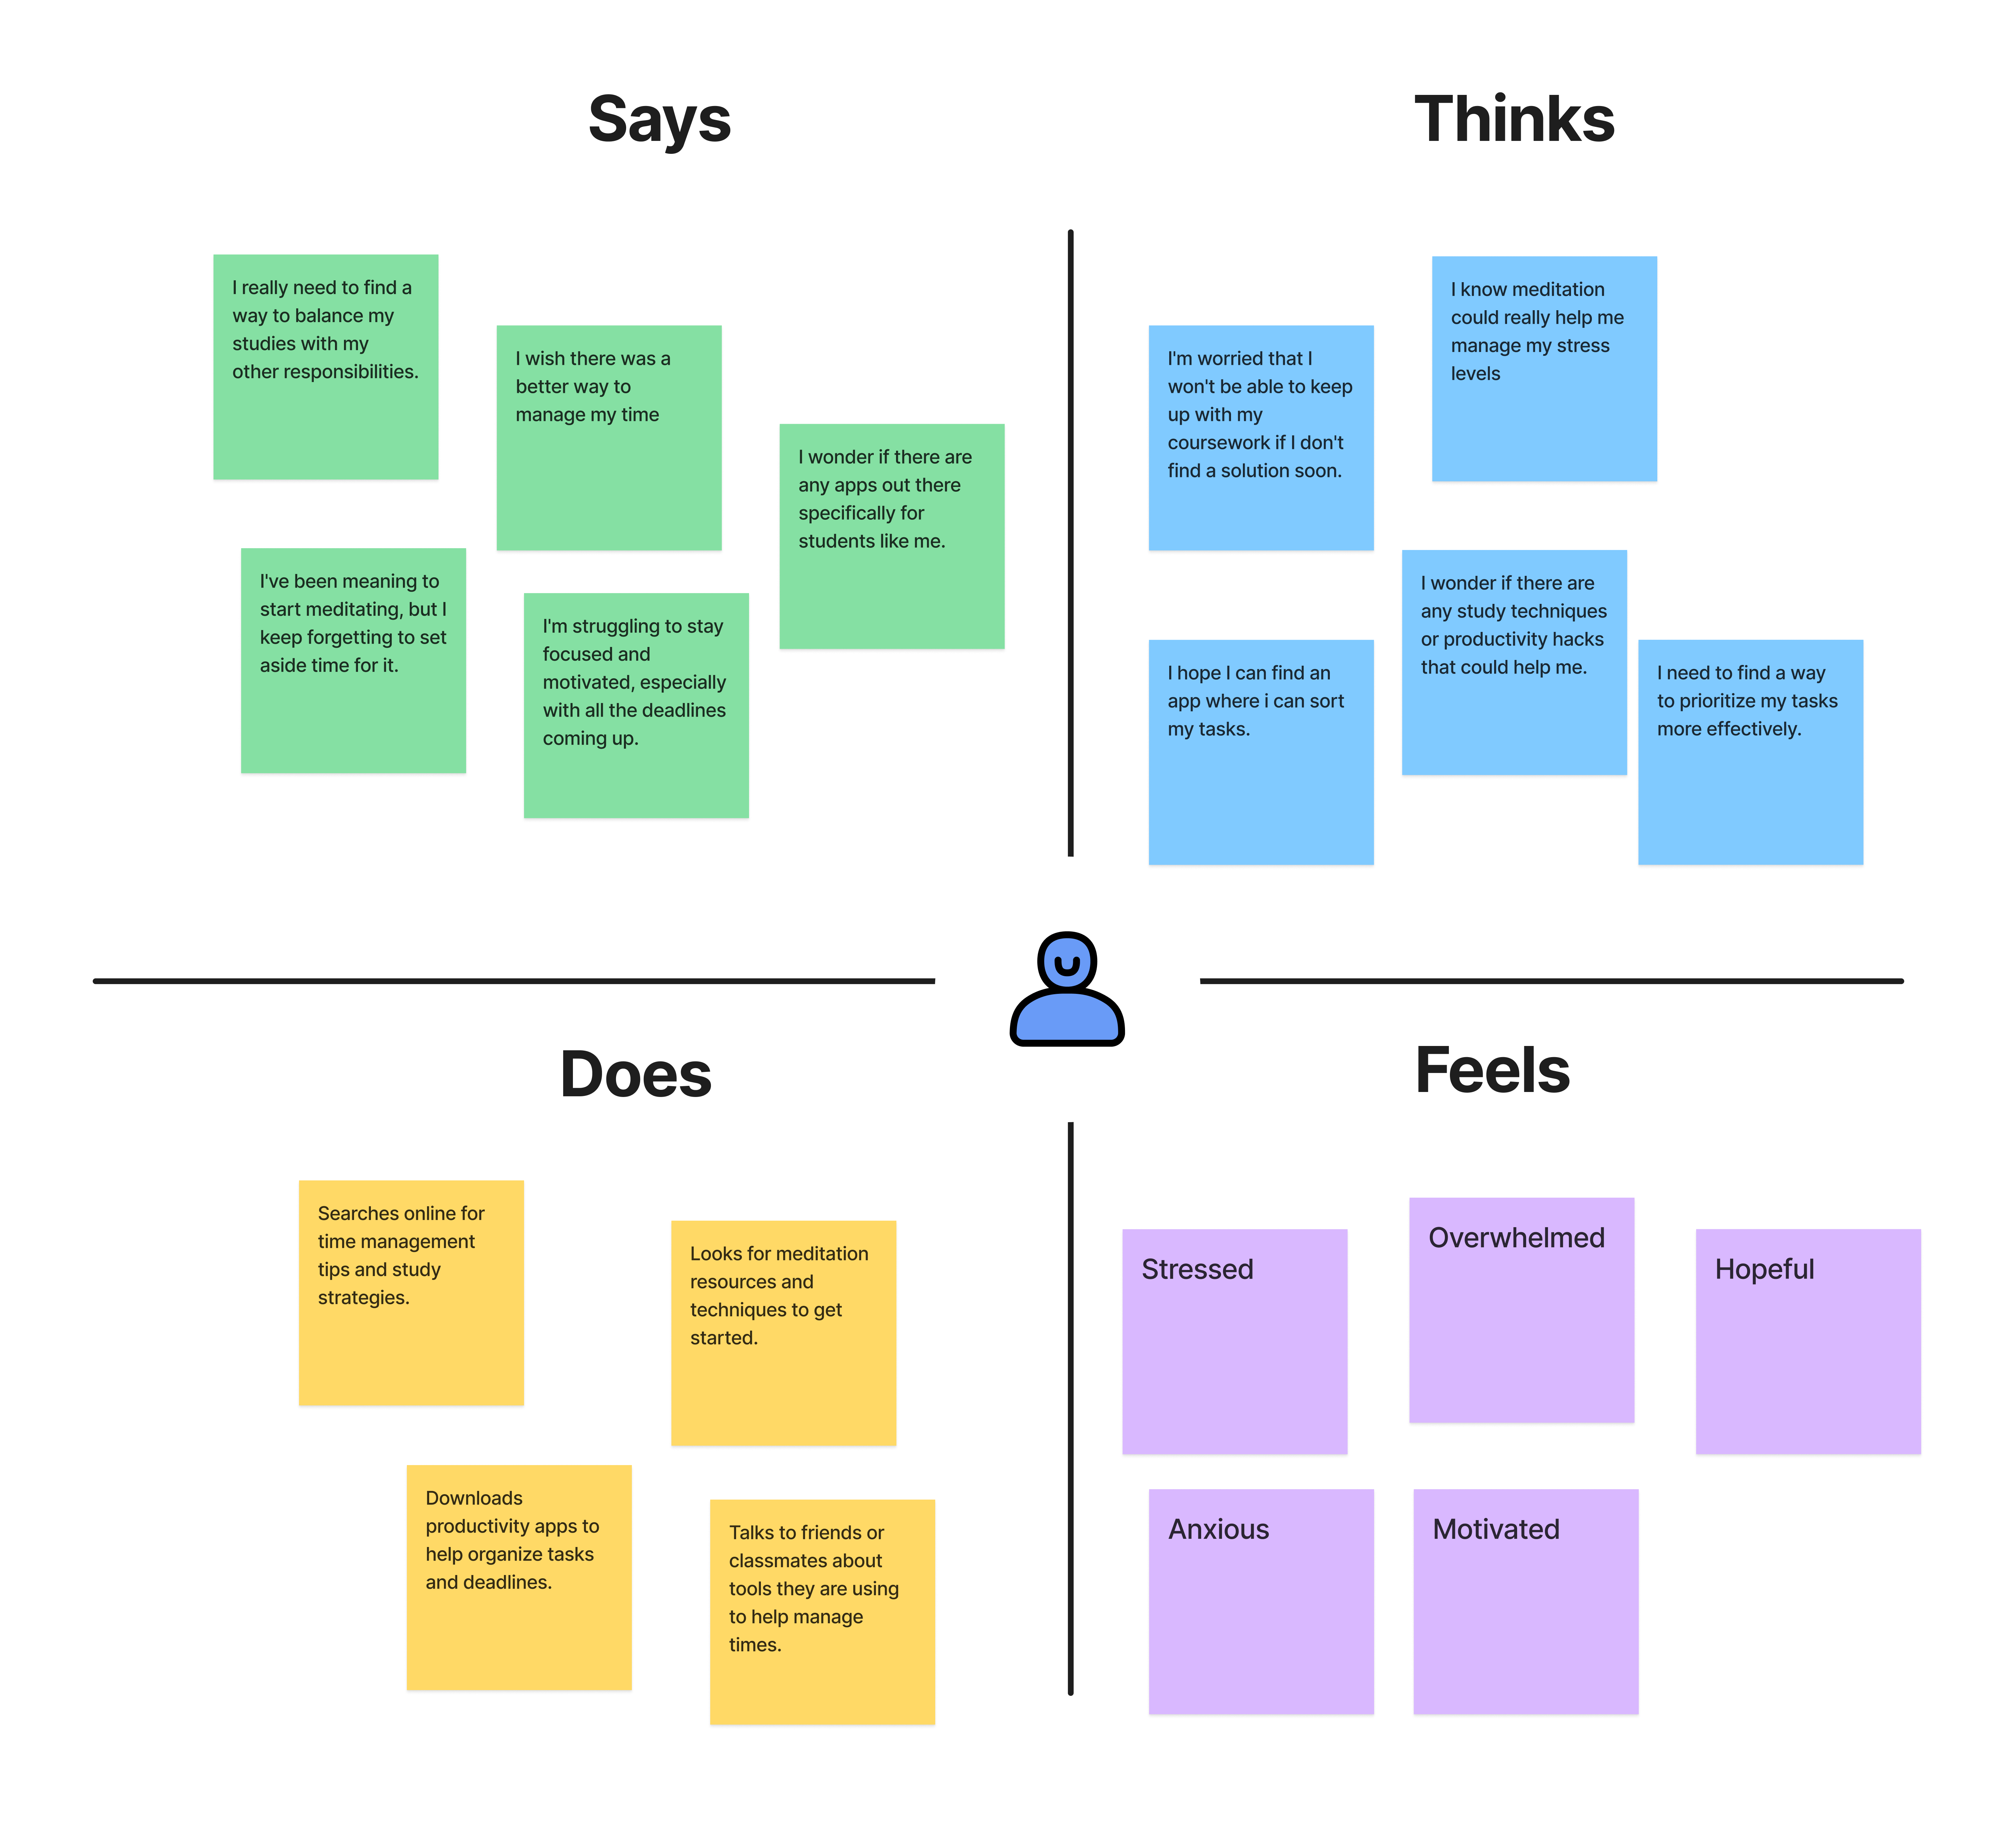 Says
I really need to find a
way to balance my
studies with my
other responsibilities.
I wish there was a
better way to
manage my time
I wonder if there are
any apps out there
specifically for
students like me.
I've been meaning to
start meditating, but I
keep forgetting to set
aside time for it.
I'm struggling to stay
focused and
motivated, especially
with all the deadlines
coming up.
Thinks
I'm worried that I
won't be able to keep
up with my
coursework if I don't
find a solution soon.
I know meditation
could really help me
manage my stress
levels
I hope I can find an
app where i can sort
my tasks.
I wonder if there are
any study techniques
or productivity hacks
that could help me.
I need to find a way
to prioritize my tasks
more effectively.
Does
Searches online for
time management
tips and study
strategies.
Looks for meditation
resources and
techniques to get
started.
Downloads
productivity apps to
help organize tasks
and deadlines.
Talks to friends or
classmates about
tools they are using
to help manage
times.
Feels
Stressed
Overwhelmed
Hopeful
Anxious
Motivated